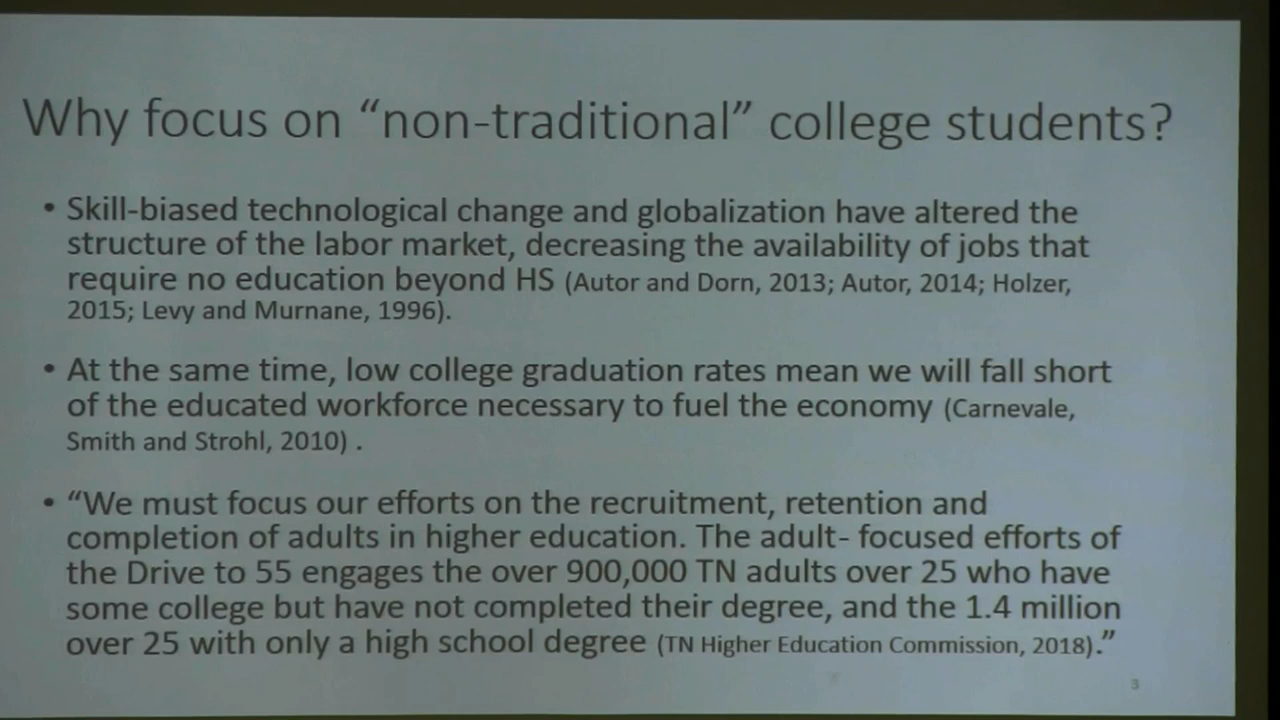 Why focus on “non-traditional” college students?
• Skill-biased technological change and globalization have altered the
structure of the labor market, decreasing the availability of jobs that
require no education beyond HS (Autor and Dorn, 2013; Autor, 2014; Holzer,
2015; Levy and Murnane, 1996).
• At the same time, low college graduation rates mean we will fall short
of the educated workforce necessary to fuel the economy (Carnevale,
Smith and Strohl, 2010) .
• “We must focus our efforts on the recruitment, retention and
completion of adults in higher education. The adult- focused efforts of
the Drive to 55 engages the over 900,000 TN adults over 25 who have
some college but have not completed their degree, and the 1.4 million
over 25 with only a high school degree (TN Higher Education Commission, 2018).”
3